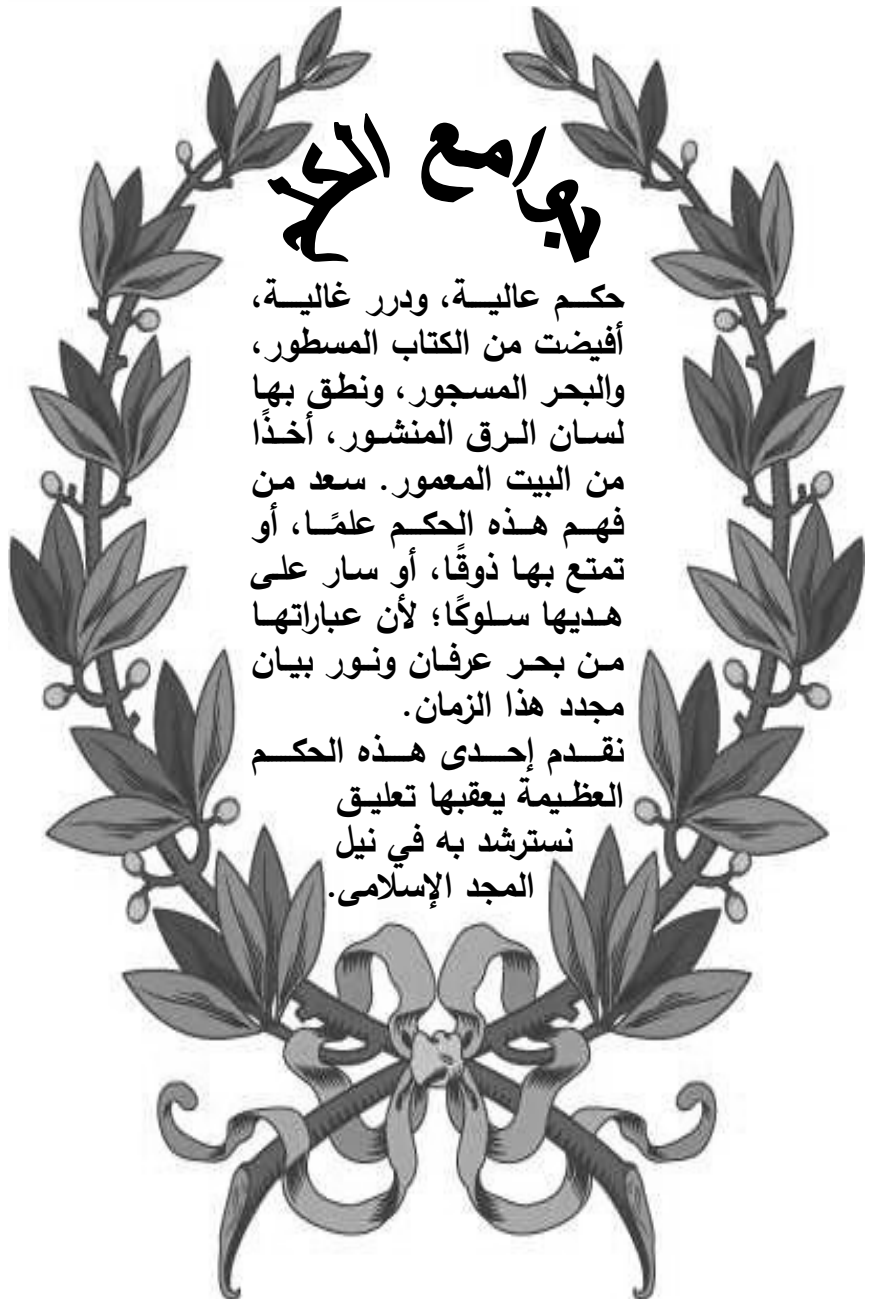 جوامع الكلم
حكم عالية، ودرر غالية،
أفيضت من الكتاب المسطور،
والبحر المسجور، ونطق بها
لسان الرق المنشور، أخذًا
من البيت المعمور. سعد من
فهم هذه الحكم علمًا، أو
تمتع بها ذوقًا، أو سار على
هديها سلوكًا؛ لأن عباراتها
من بحر عرفان ونور بيان
مجدد هذا الزمان.
نقدم إحدى هذه الحكم
العظيمة يعقبها تعليق
نسترشد به في نيل
المجد الإسلامى.